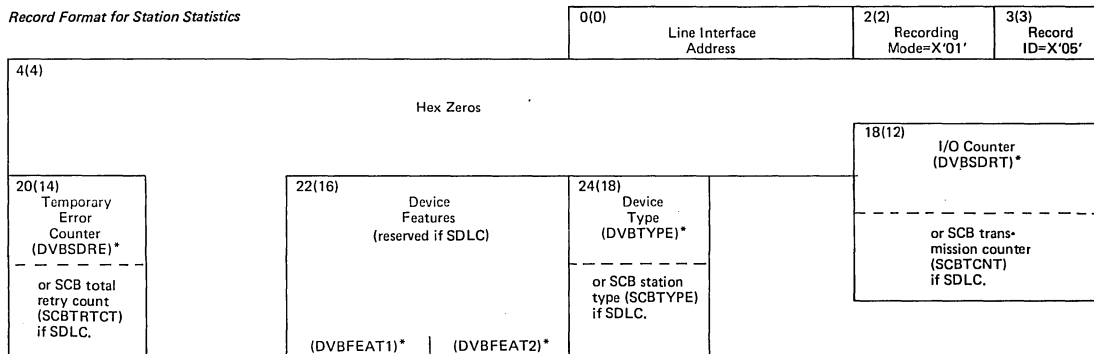 Record Format for Station Statistics
0(0)
Line Interface
Address
2(2)
Recording
Mode=X'01'
3(3)
Record
ID=X'05'
4(4)
Hex Zeros
18(12)
I/O Counter
(DVBSDRT)*
or SCB trans-
mission counter
(SCBTCNT)
if SDLC.
20(14)
Temporary
Error
Counter
(DVBSDRE)*
or SCB total
retry count
(SCBTRTCT)
if SDLC.
22(16)
Device
Features
(reserved if SDLC)
(DVBFEAT1)* (DVBFEAT2)*
24(18)
Device
Type
(DVBTYPE)*
or SCB station
type (SCBTYPE)
if SDLC.